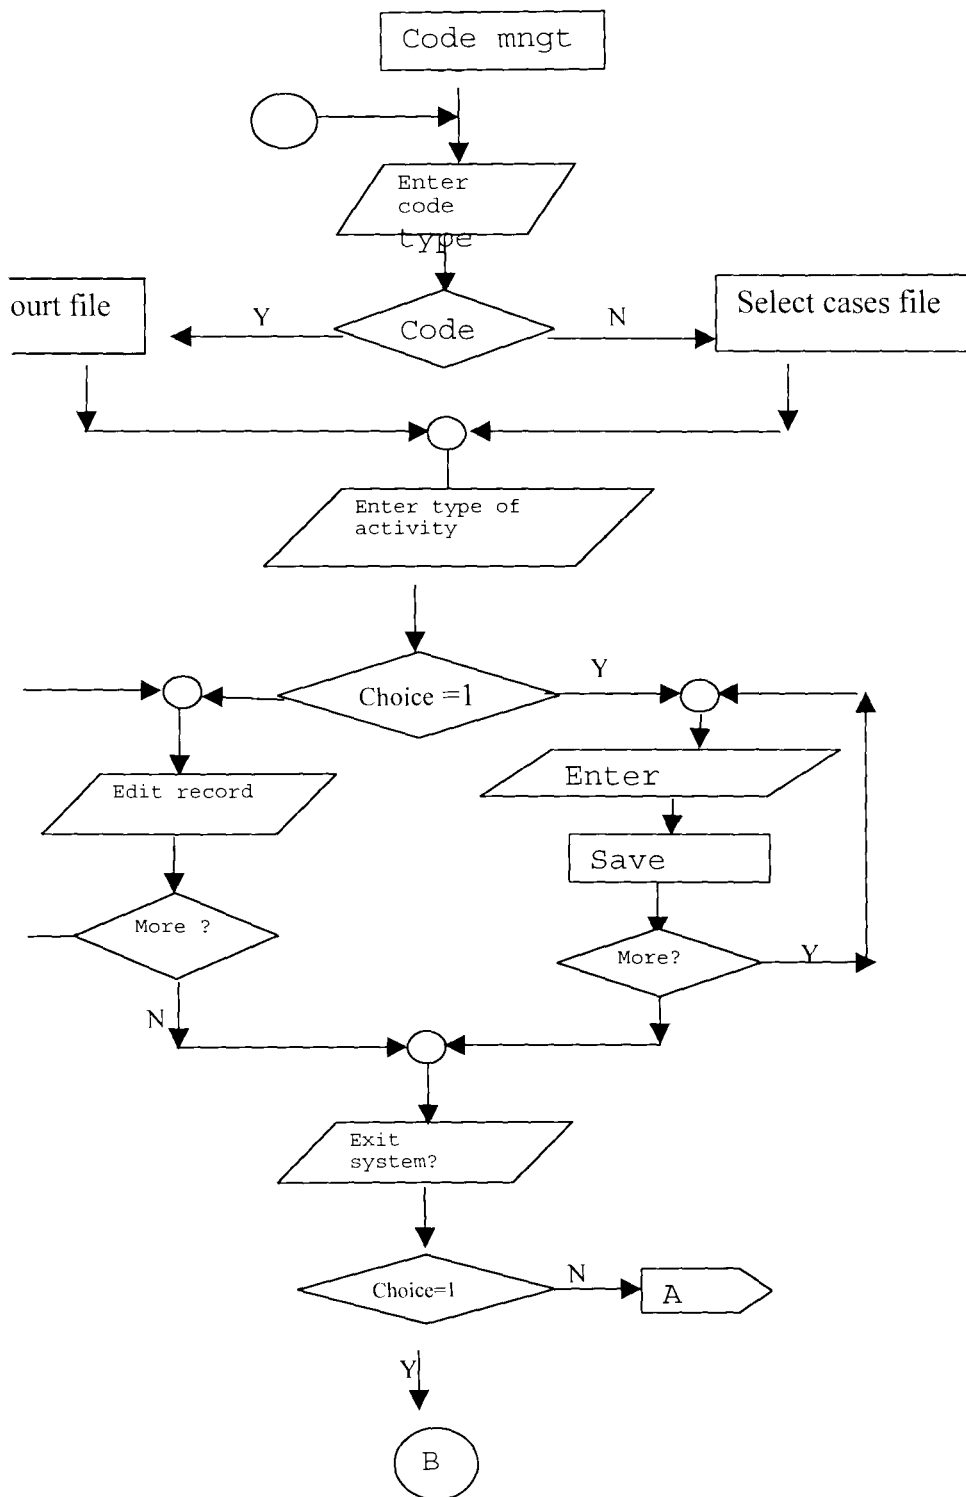 Code mngt
Enter
code
type
ourt file
Y
Code
N
Select cases file
Enter type of
activity
Choice =1
Y
Edit record
Enter
Save
More ?
More?
Y
N
Exit
system?
Choice=1
N
A
Y
B